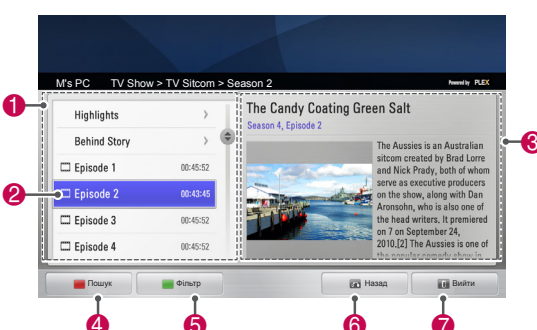 M's PC TV Show > TV Sitcom > Season 2
Powered by PLEX
1
Highlights >
Behind Story >
Episode 1 00:45:52
2
Episode 2 00:43:45
Episode 3 00:45:52
Episode 4 00:45:52
The Candy Coating Green Salt
Season 4, Episode 2
3
The Aussies is an Australian
sitcom created by Brad Lorre
and Nick Prady, both of whom
serve as executive producers
on the show, along with Dan
Aronsohn, who is also one of
the head writers. It premiered
on 7 on September 24,
2010.[2] The Aussies is one of
the popular comedy show in
Пошук
Фільтр
Назад
Вийти
4
5
6
7